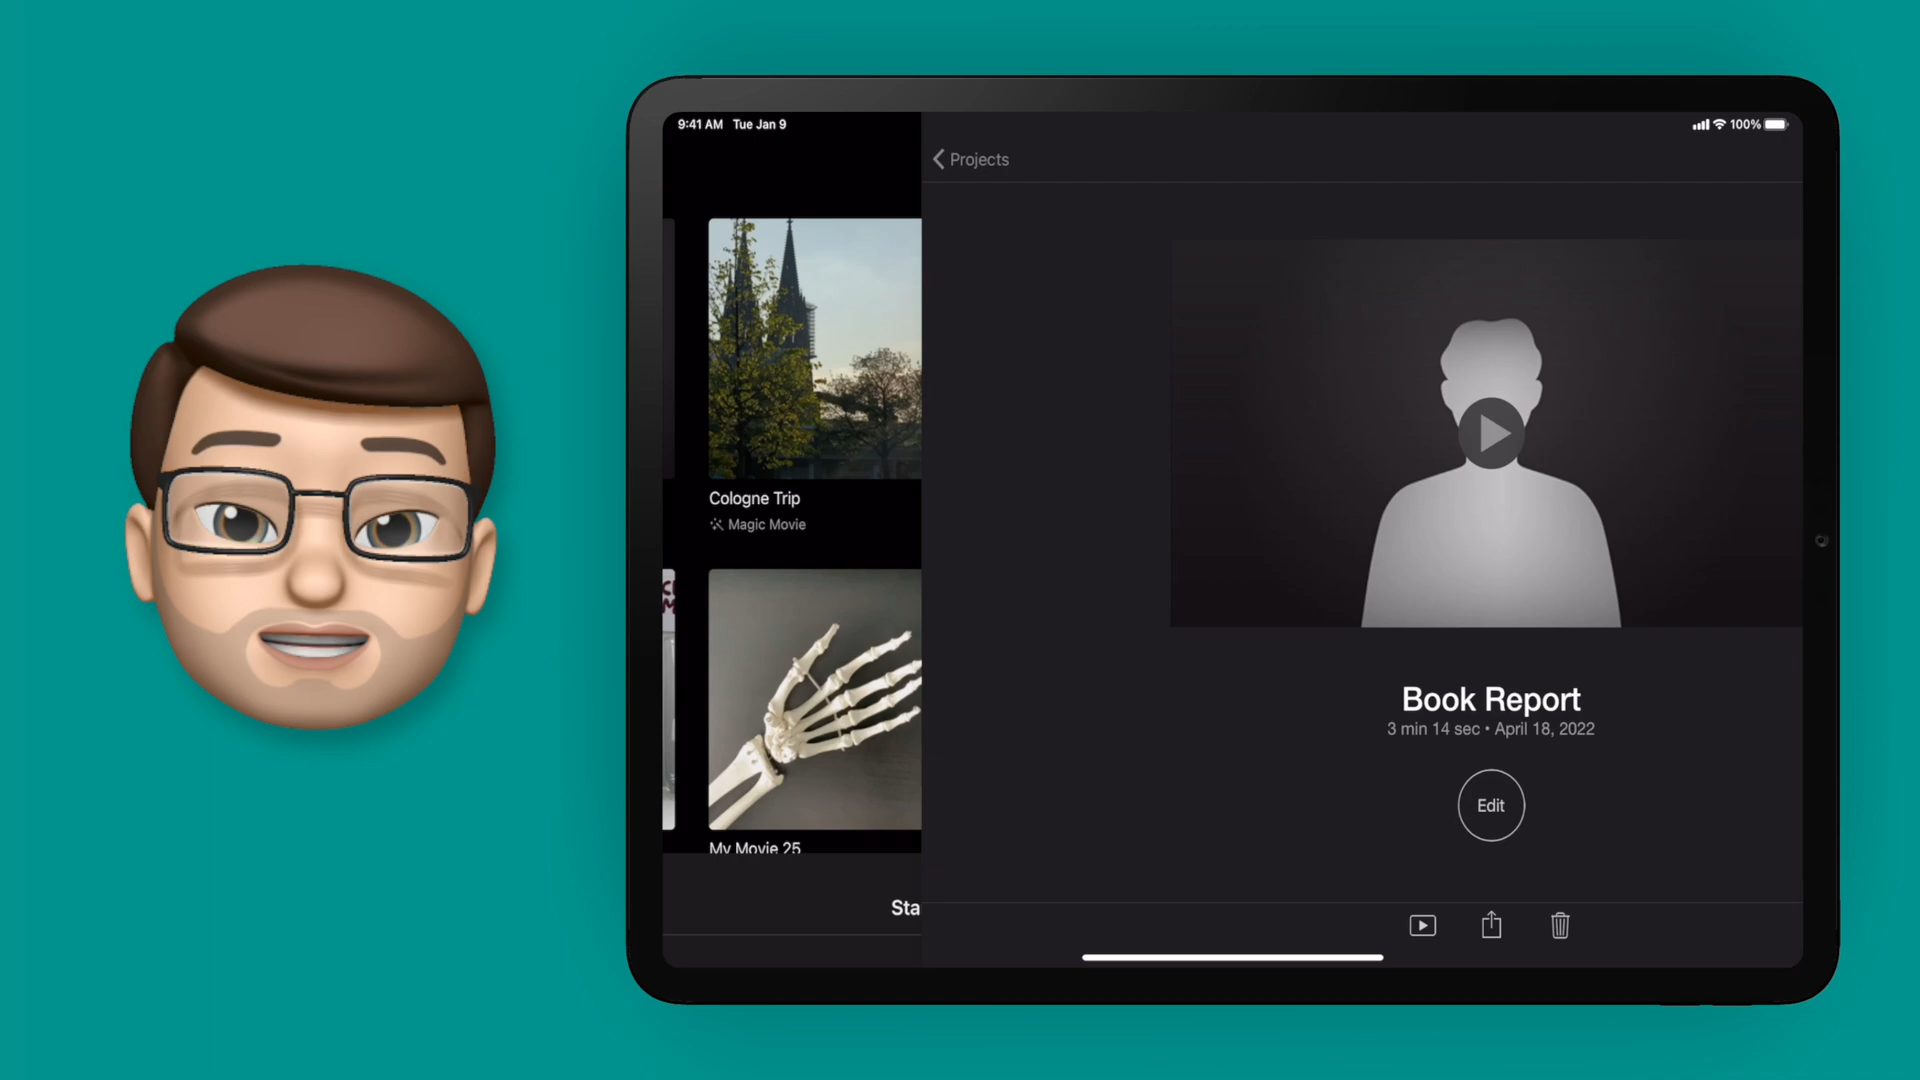 9:41 AM Tue Jan 9
100%
Projects
Cologne Trip
Magic Movie
My Movie 25
Sta
Book Report
3 min 14 sec • April 18, 2022
Edit